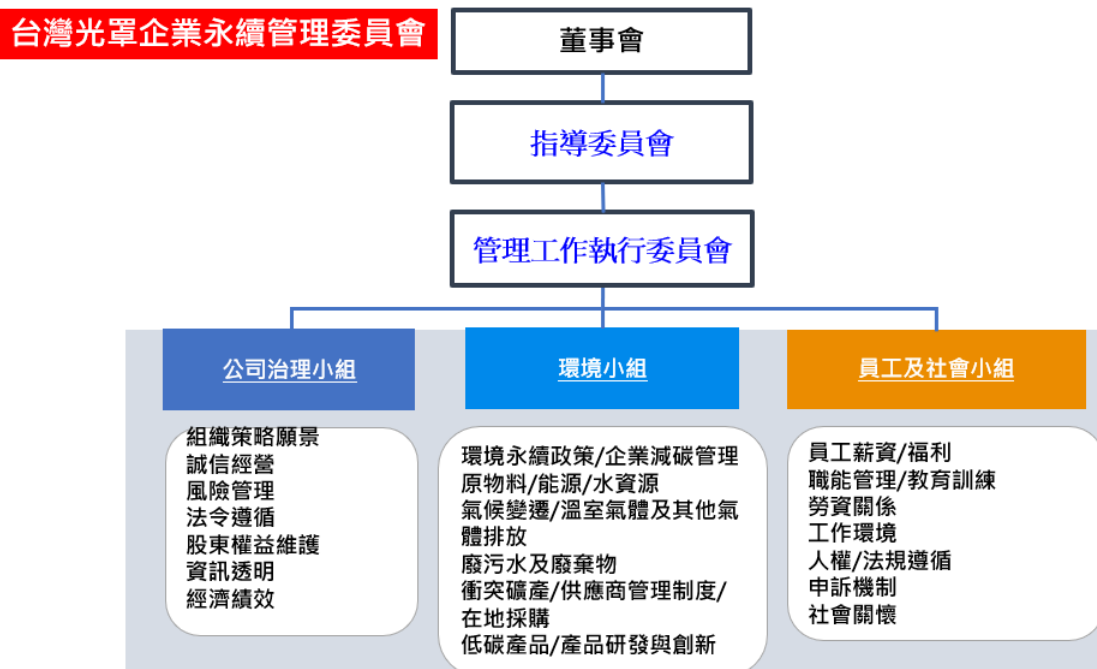 台灣光罩企業永續管理委員會
董事會
指導委員會
管理工作執行委員會
公司治理小組
組織策略願景
誠信經營
風險管理
法令遵循
股東權益維護
資訊透明
經濟績效
環境小組
環境永續政策/企業減碳管理
原物料/能源/水資源
氣候變遷/溫室氣體及其他氣
體排放
廢污水及廢棄物
衝突礦產/供應商管理制度/
在地採購
低碳產品/產品研發與創新
員工及社會小組
員工薪資/福利
職能管理/教育訓練
勞資關係
工作環境
人權/法規遵循
申訴機制
社會關懷